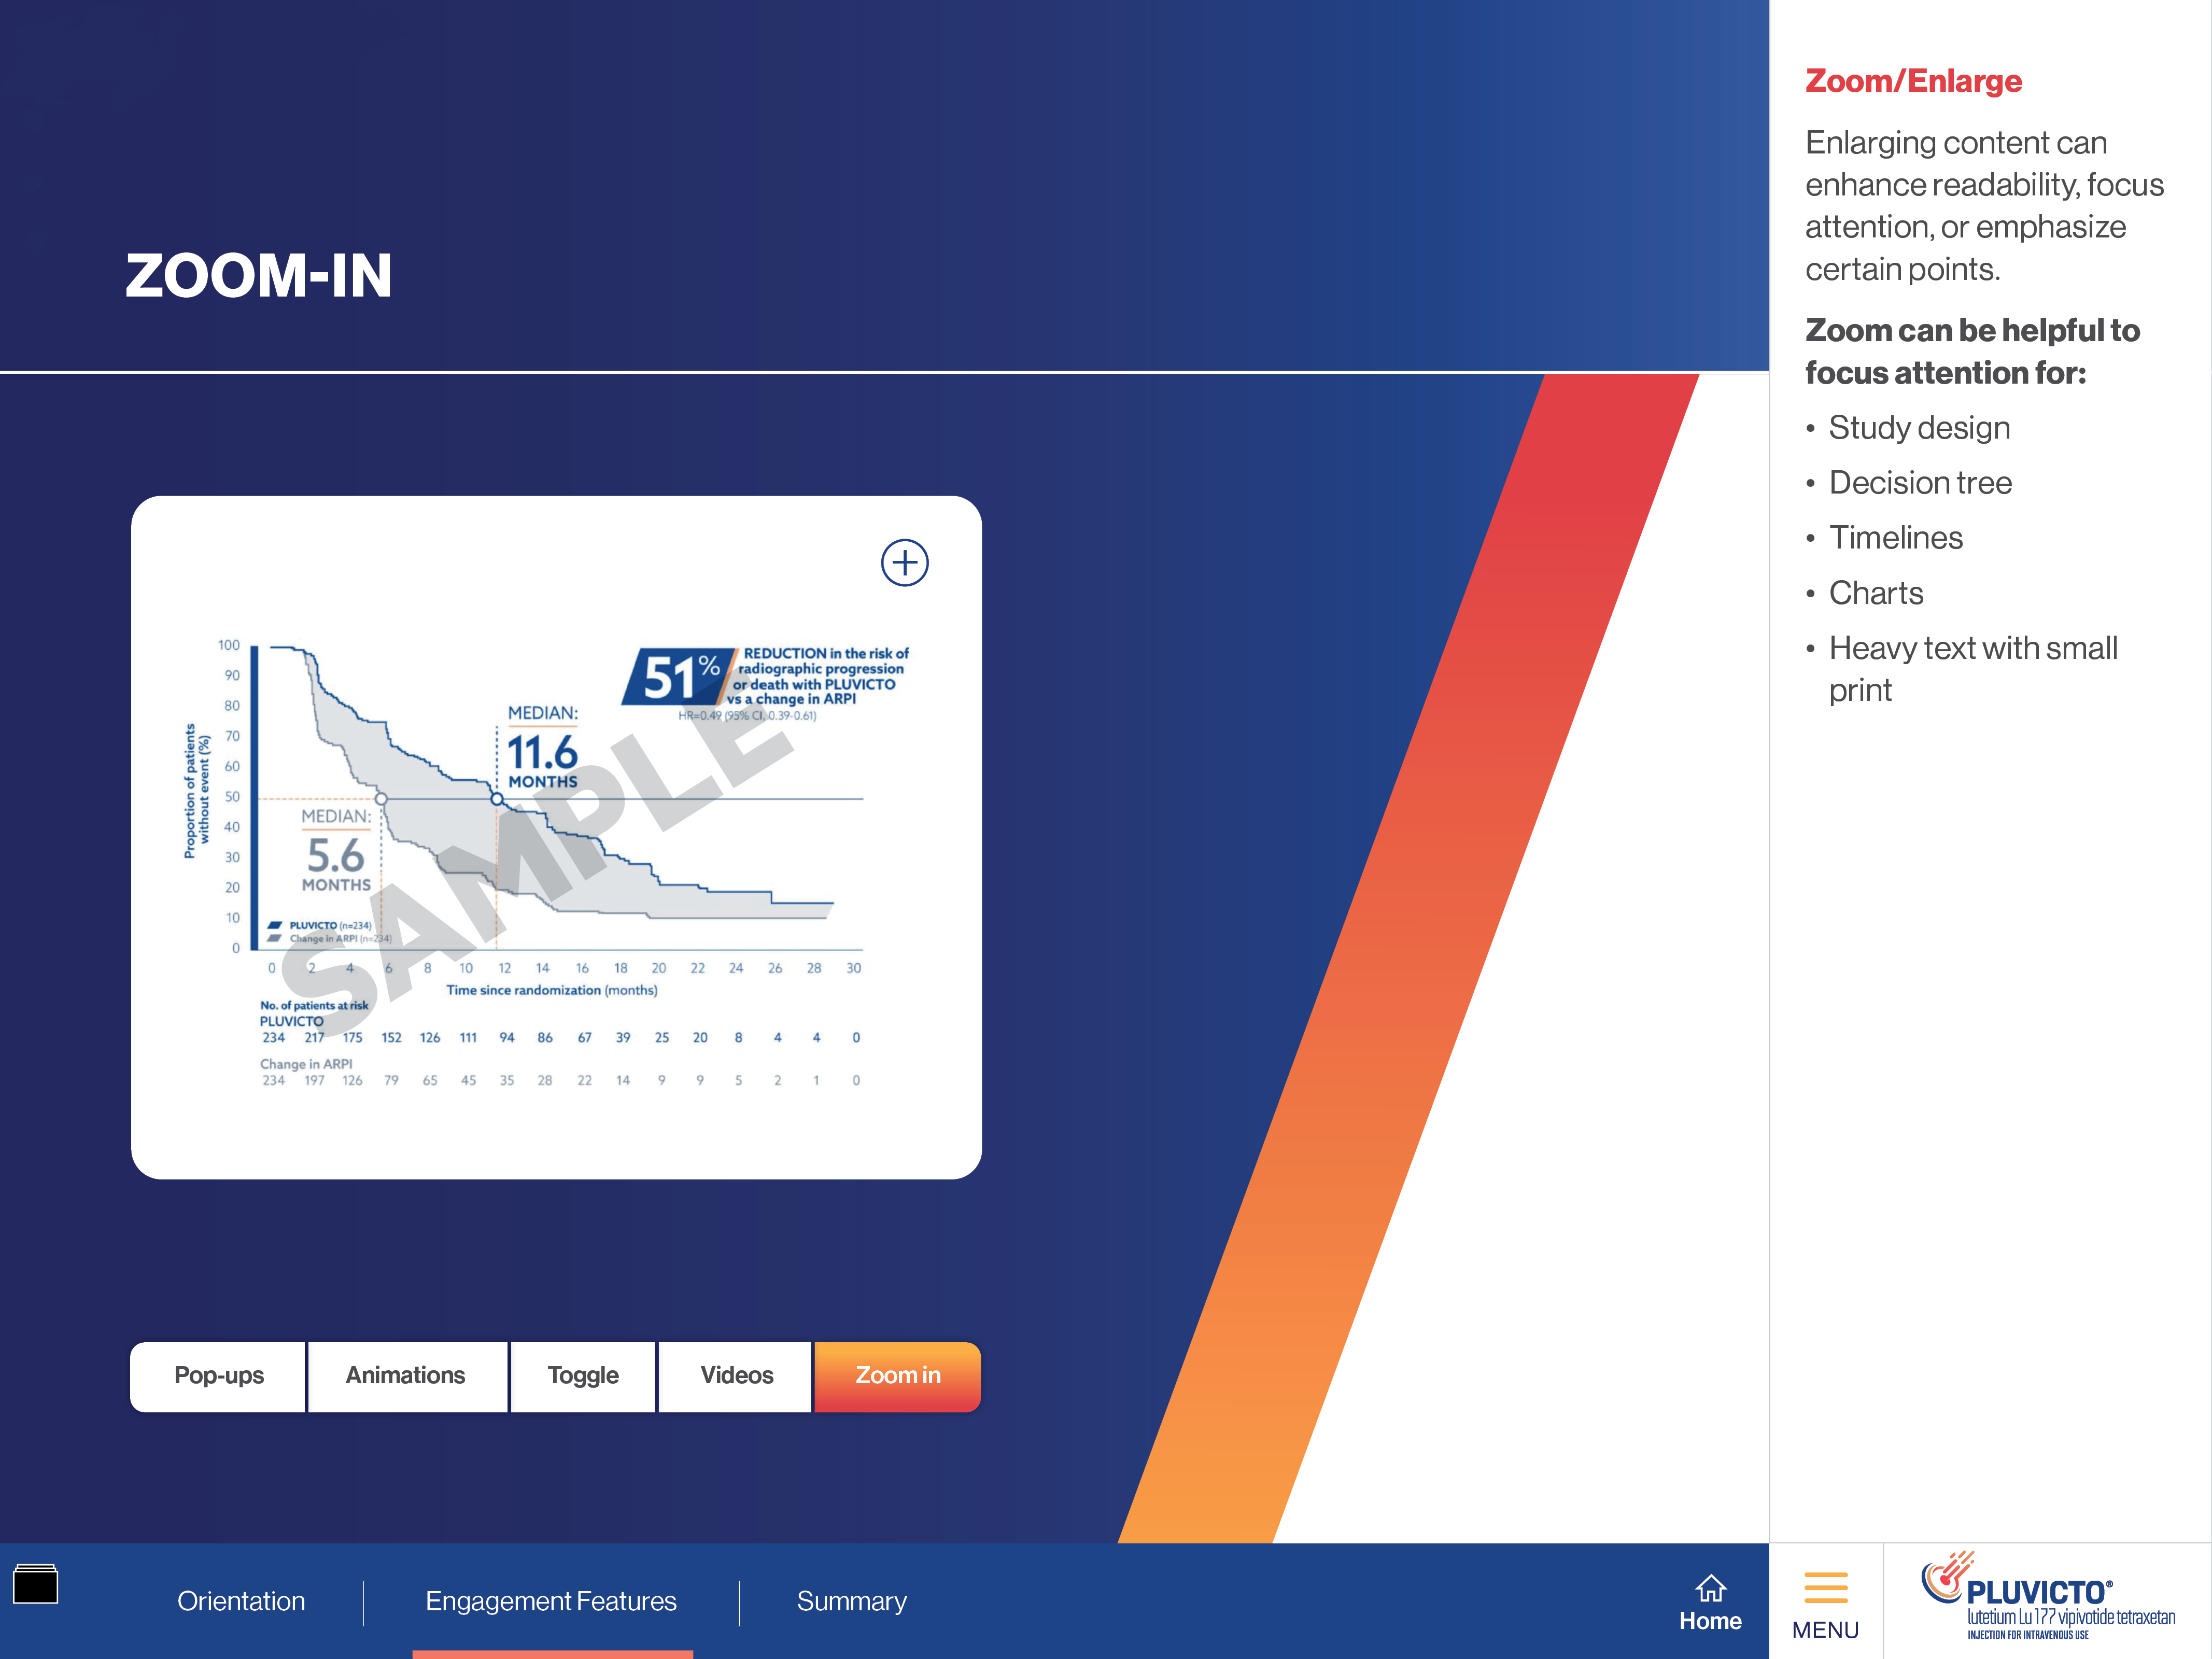 ZOOM-IN
100
90
80
70
60
50
40
30
20
10
0
Proportion of patients
without event (%)
51%
REDUCTION in the risk of
radiographic progression
or death with PLUVICTO
vs a change in ARPI
HR=0.49 (95% CI, 0.39-0.61)
MEDIAN:
11.6
MONTHS
MEDIAN:
5.6
MONTHS
PLUVICTO (n=234)
Change in ARPI (n=234)
SAMPLE
0 2 4 6 8 10 12 14 16 18 20 22 24 26 28 30
Time since randomization (months)
No. of patients at risk
PLUVICTO
234 217 175 152 126 111 94 86 67 39 25 20 8 4 4 0
Change in ARPI
234 197 126 79 65 45 35 28 22 14 9 9 5 2 1 0
Pop-ups
Animations
Toggle
Videos
Zoom in
Zoom/Enlarge
Enlarging content can
enhance readability, focus
attention, or emphasize
certain points.
Zoom can be helpful to
focus attention for:
• Study design
• Decision tree
• Timelines
• Charts
• Heavy text with small
print
Orientation
Engagement Features
Summary
Home
MENU
PLUVICTO®
lutetium Lu 177 vipivotide tetraxetan
INJECTION FOR INTRAVENOUS USE